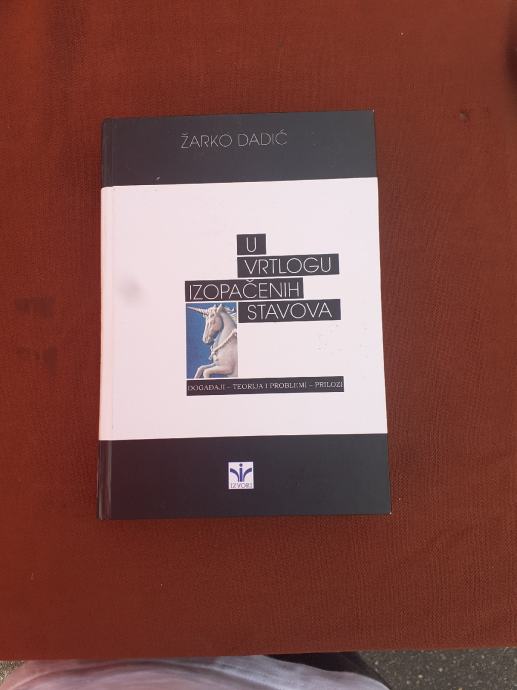 ŽARKO DADIĆ
U
VRTLOGU
IZOPAČENIH
STAVOVA
DOGAĐAJI – TEORIJA I PROBLEMI – PRILOZI
IZVORI